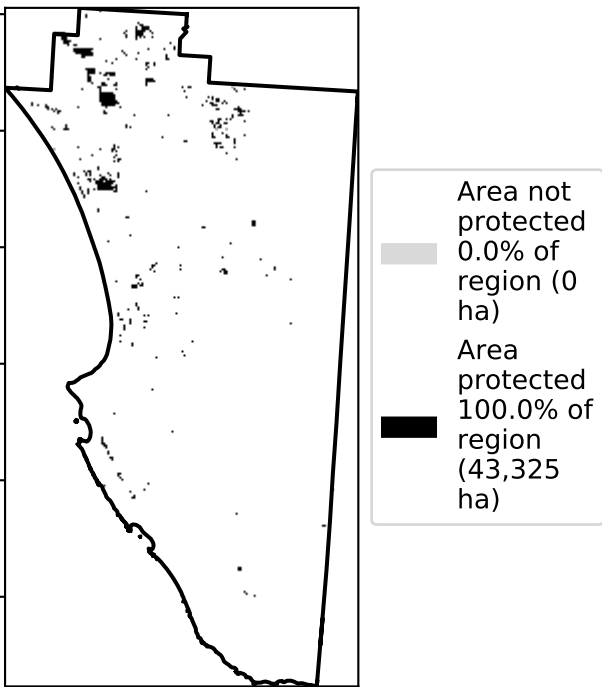 Area not
protected
0.0% of
region (0
ha)
Area
protected
100.0% of
region
(43,325
ha)